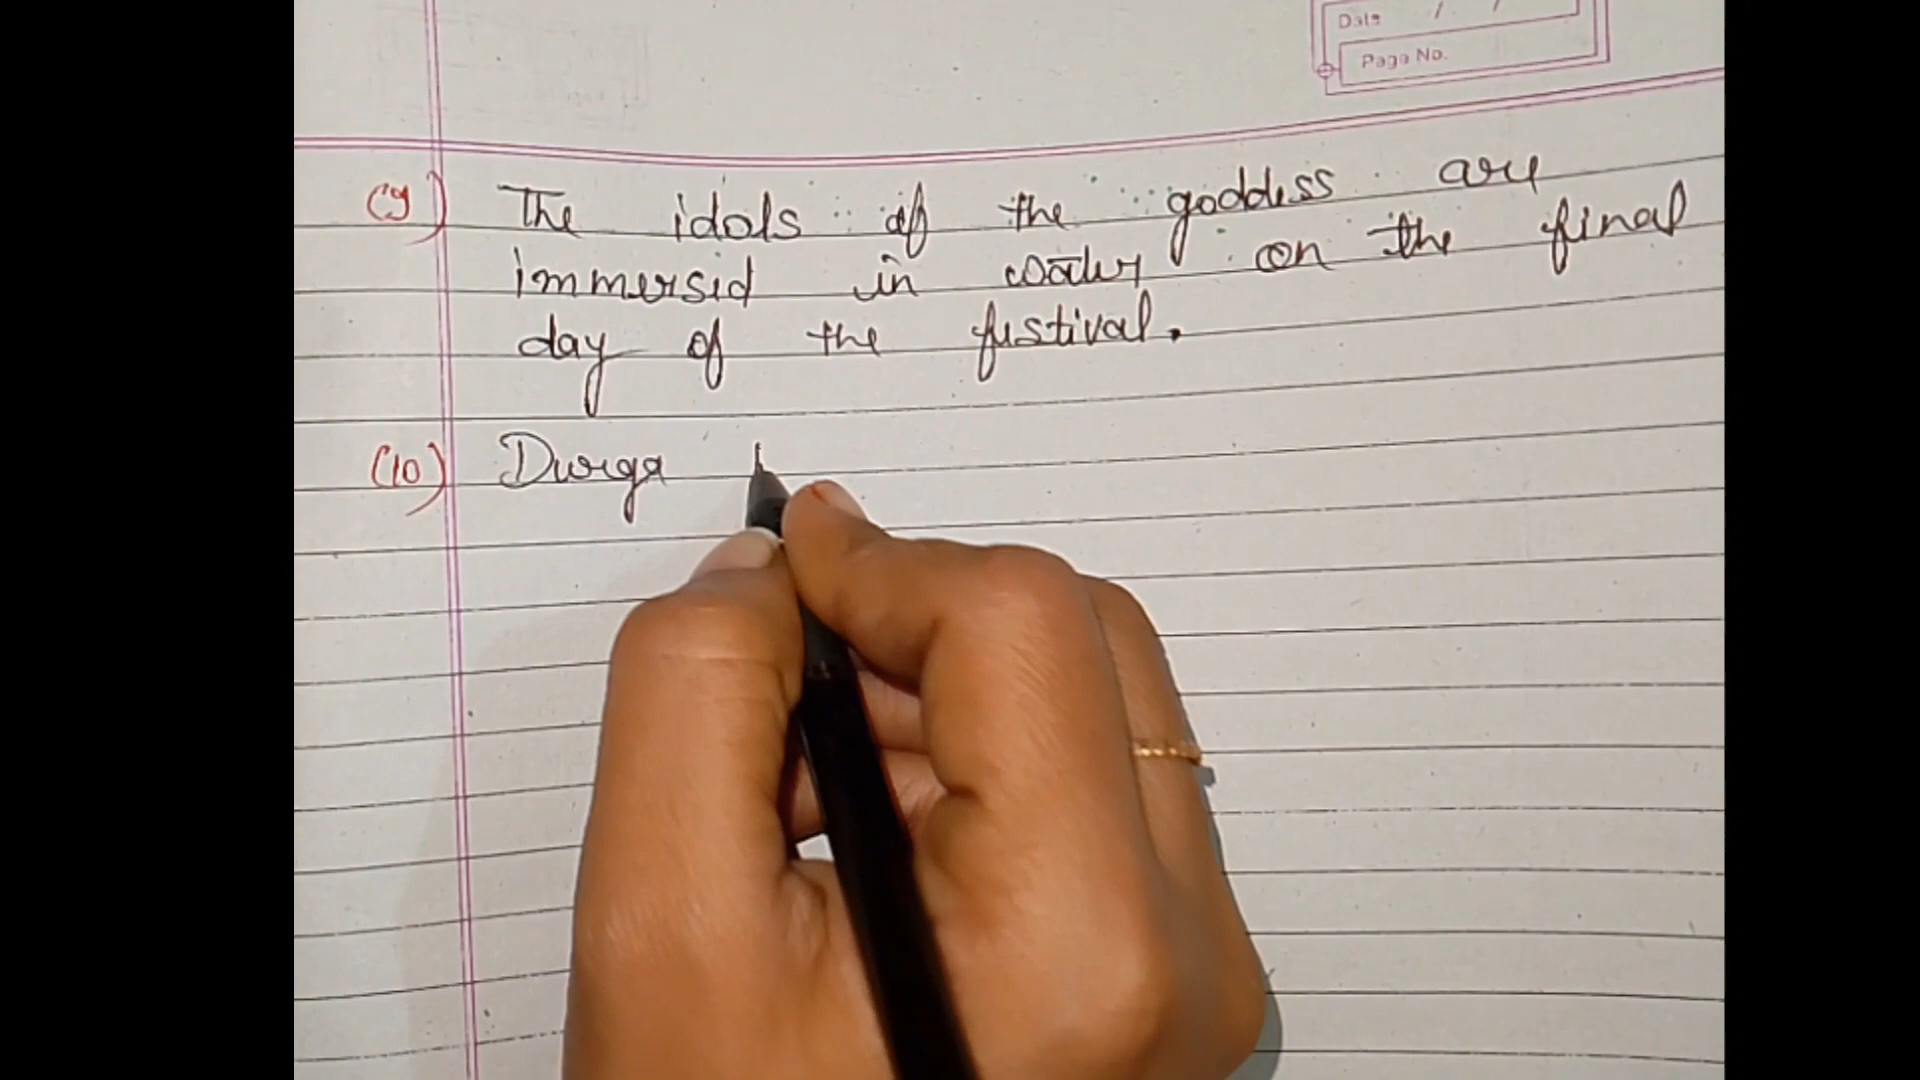 Date / /
Page No.
(9) The idols of the goddess are
immersed in water on the final
day of the festival.
(10) Durga